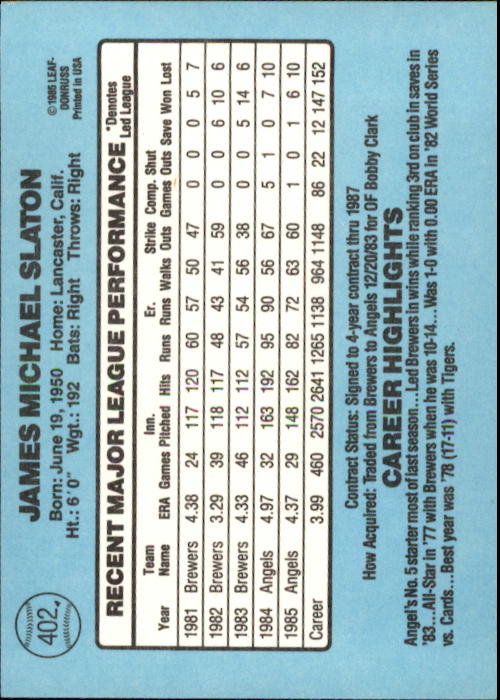 402
JAMES MICHAEL SLATON
Born: June 19, 1950 Home: Lancaster, Calif.
Ht.: 6'0" Wgt.: 192 Bats: Right Throws: Right
©1985 LEAF-
DONRUSS
Printed in USA
RECENT MAJOR LEAGUE PERFORMANCE
*Denotes
Led League
Team Inn. Er. Strike Comp. Shut
Year Name ERA Games Pitched Hits Runs Runs Walks Outs Games Outs Save Won Lost
1981 Brewers 4.38 24 117 120 60 57 50 47 0 0 0 5 7
1982 Brewers 3.29 39 118 117 48 43 41 59 0 0 6 10 6
1983 Brewers 4.33 46 112 112 57 54 56 38 0 0 5 14 6
1984 Angels 4.97 32 163 192 95 90 56 67 5 1 0 7 10
1985 Angels 4.37 29 148 162 82 72 63 60 1 0 1 6 10
Career 3.99 460 2570 2641 1265 1138 964 1148 86 22 12 147 152
Contract Status: Signed to 4-year contract thru 1987
How Acquired: Traded from Brewers to Angels 12/20/83 for OF Bobby Clark
CAREER HIGHLIGHTS
Angel's No. 5 starter most of last season...Led Brewers in wins while ranking 3rd on club in saves in
'83...All-Star in '77 with Brewers when he was 10-14...Was 1-0 with 0.00 ERA in '82 World Series
vs. Cards...Best year was '78 (17-11) with Tigers.